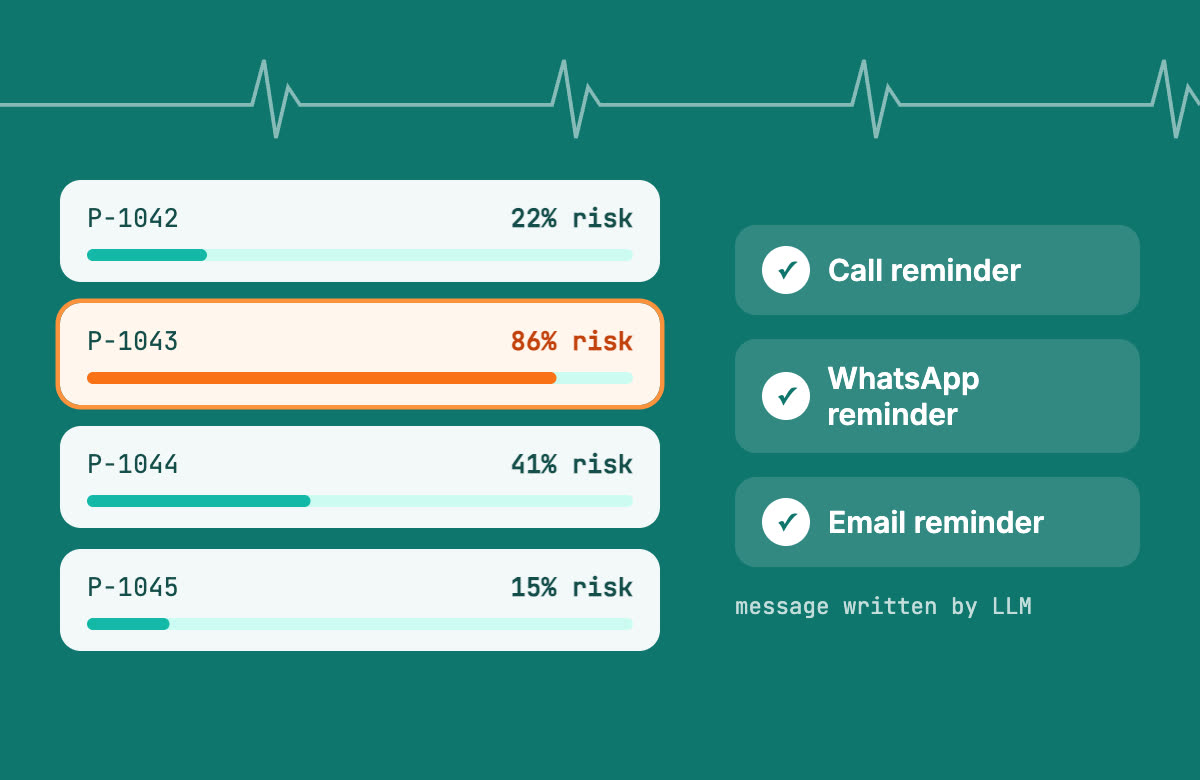 P-1042 22% risk
P-1043 86% risk
P-1044 41% risk
P-1045 15% risk
Call reminder
WhatsApp
reminder
Email reminder
message written by LLM